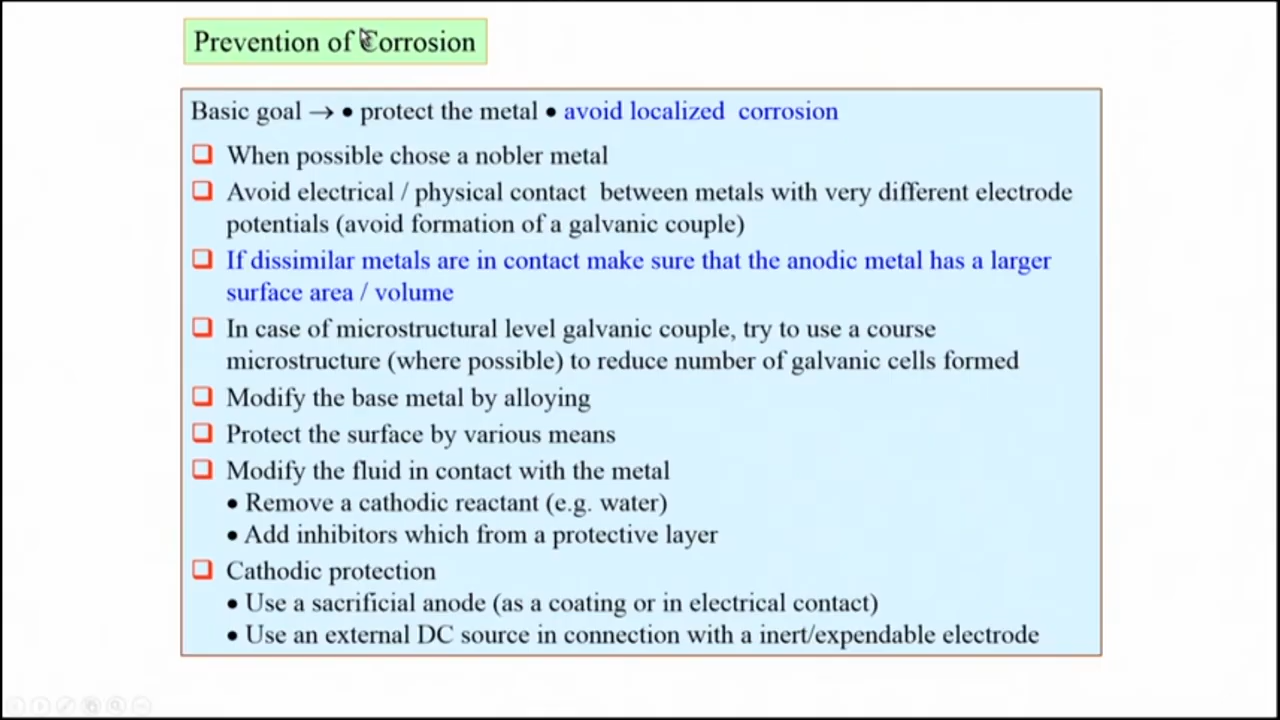 Prevention of Corrosion
Basic goal → • protect the metal • avoid localized corrosion
❑ When possible chose a nobler metal
❑ Avoid electrical / physical contact between metals with very different electrode
potentials (avoid formation of a galvanic couple)
❑ If dissimilar metals are in contact make sure that the anodic metal has a larger
surface area / volume
❑ In case of microstructural level galvanic couple, try to use a course
microstructure (where possible) to reduce number of galvanic cells formed
❑ Modify the base metal by alloying
❑ Protect the surface by various means
❑ Modify the fluid in contact with the metal
• Remove a cathodic reactant (e.g. water)
• Add inhibitors which from a protective layer
❑ Cathodic protection
• Use a sacrificial anode (as a coating or in electrical contact)
• Use an external DC source in connection with a inert/expendable electrode